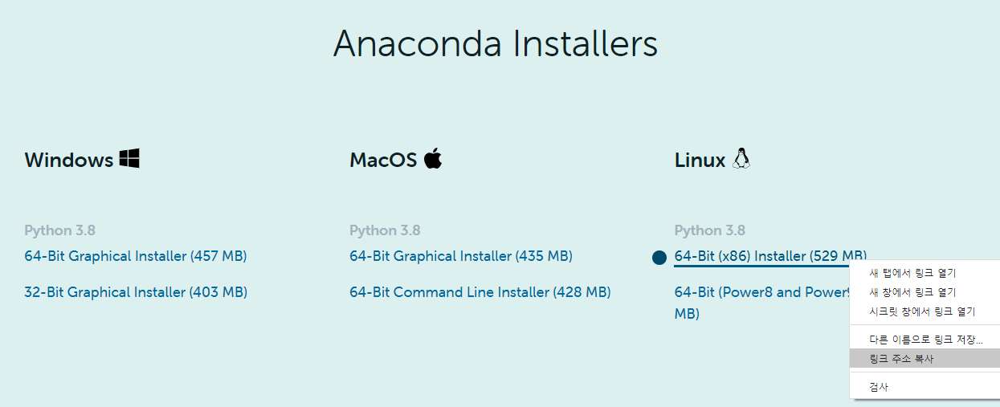 Anaconda Installers
Windows
MacOS
Linux
Python 3.8
64-Bit Graphical Installer (457 MB)
32-Bit Graphical Installer (403 MB)
Python 3.8
64-Bit Graphical Installer (435 MB)
64-Bit Command Line Installer (428 MB)
Python 3.8
64-Bit (x86) Installer (529 MB)
64-Bit (Power8 and Power
MB)
새 탭에서 링크 열기
새 창에서 링크 열기
시크릿 창에서 링크 열기
다른 이름으로 링크 저장...
링크 주소 복사
검사